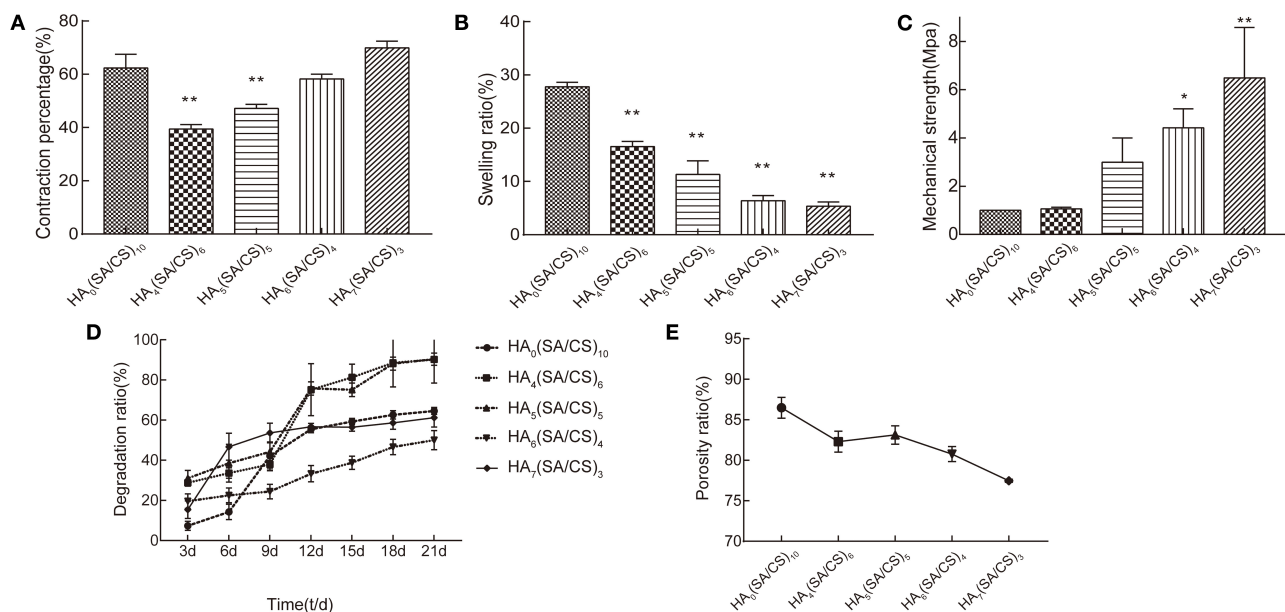 A
Contraction percentage(%)
80
60
40
20
0
**
**
HA₀(SA/CS)₁₀
HA₄(SA/CS)₆
HA₅(SA/CS)₅
HA₆(SA/CS)₄
HA₇(SA/CS)₃
B
Swelling ratio(%)
40
30
20
10
0
**
**
**
**
HA₀(SA/CS)₁₀
HA₄(SA/CS)₆
HA₅(SA/CS)₅
HA₆(SA/CS)₄
HA₇(SA/CS)₃
C
Mechanical strength(Mpa)
8
6
4
2
0
*
**
HA₀(SA/CS)₁₀
HA₄(SA/CS)₆
HA₅(SA/CS)₅
HA₆(SA/CS)₄
HA₇(SA/CS)₃
D
Degradation ratio(%)
100
80
60
40
20
0
3d 6d 9d 12d 15d 18d 21d
Time(t/d)
HA₀(SA/CS)₁₀
HA₄(SA/CS)₆
HA₅(SA/CS)₅
HA₆(SA/CS)₄
HA₇(SA/CS)₃
E
Porosity ratio(%)
95
90
85
80
75
70
HA₀(SA/CS)₁₀
HA₄(SA/CS)₆
HA₅(SA/CS)₅
HA₆(SA/CS)₄
HA₇(SA/CS)₃